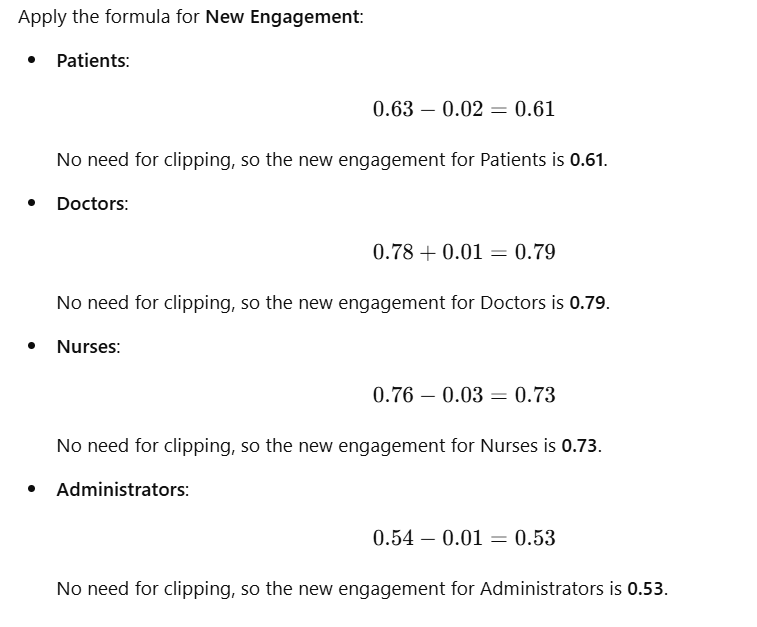 Apply the formula for New Engagement:
• Patients:
0.63 − 0.02 = 0.61
No need for clipping, so the new engagement for Patients is 0.61.
• Doctors:
0.78 + 0.01 = 0.79
No need for clipping, so the new engagement for Doctors is 0.79.
• Nurses:
0.76 − 0.03 = 0.73
No need for clipping, so the new engagement for Nurses is 0.73.
• Administrators:
0.54 − 0.01 = 0.53
No need for clipping, so the new engagement for Administrators is 0.53.